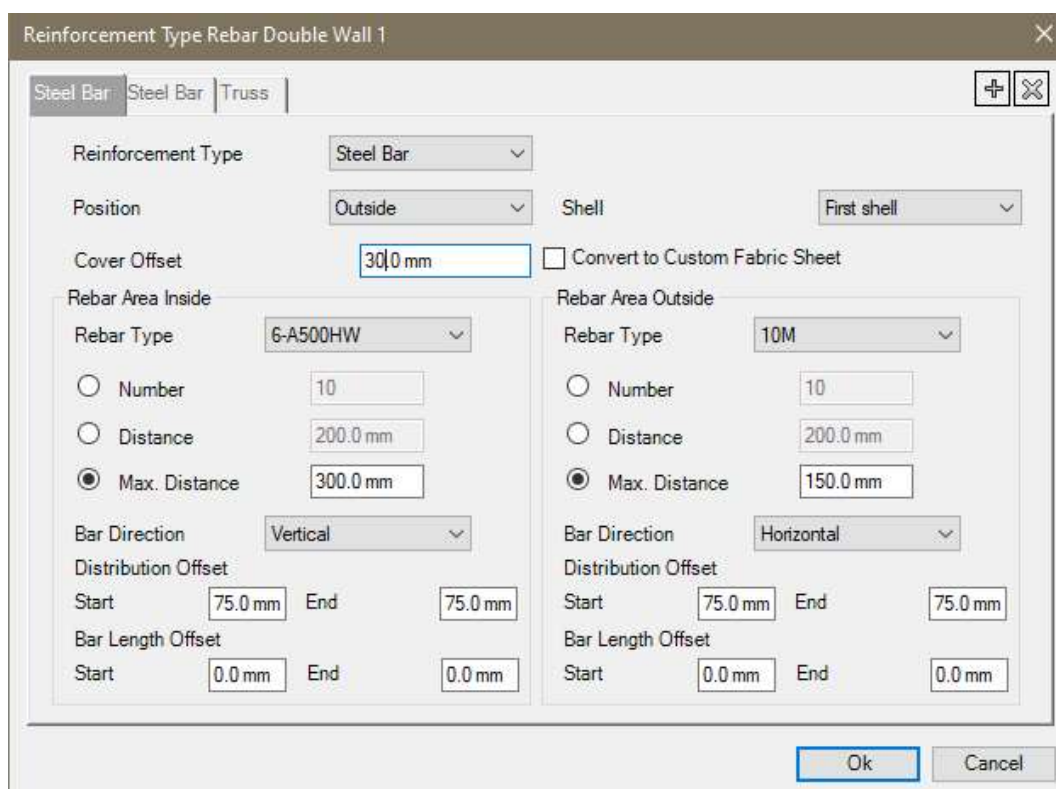 Reinforcement Type Rebar Double Wall 1
Steel Bar Steel Bar Truss
Reinforcement Type Steel Bar
Position Outside Shell First shell
Cover Offset 30.0 mm Convert to Custom Fabric Sheet
Rebar Area Inside Rebar Area Outside
Rebar Type 6-A500HW Rebar Type 10M
Number 10 Number 10
Distance 200.0 mm Distance 200.0 mm
Max. Distance 300.0 mm Max. Distance 150.0 mm
Bar Direction Vertical Bar Direction Horizontal
Distribution Offset Distribution Offset
Start 75.0 mm End 75.0 mm Start 75.0 mm End 75.0 mm
Bar Length Offset Bar Length Offset
Start 0.0 mm End 0.0 mm Start 0.0 mm End 0.0 mm
Ok Cancel